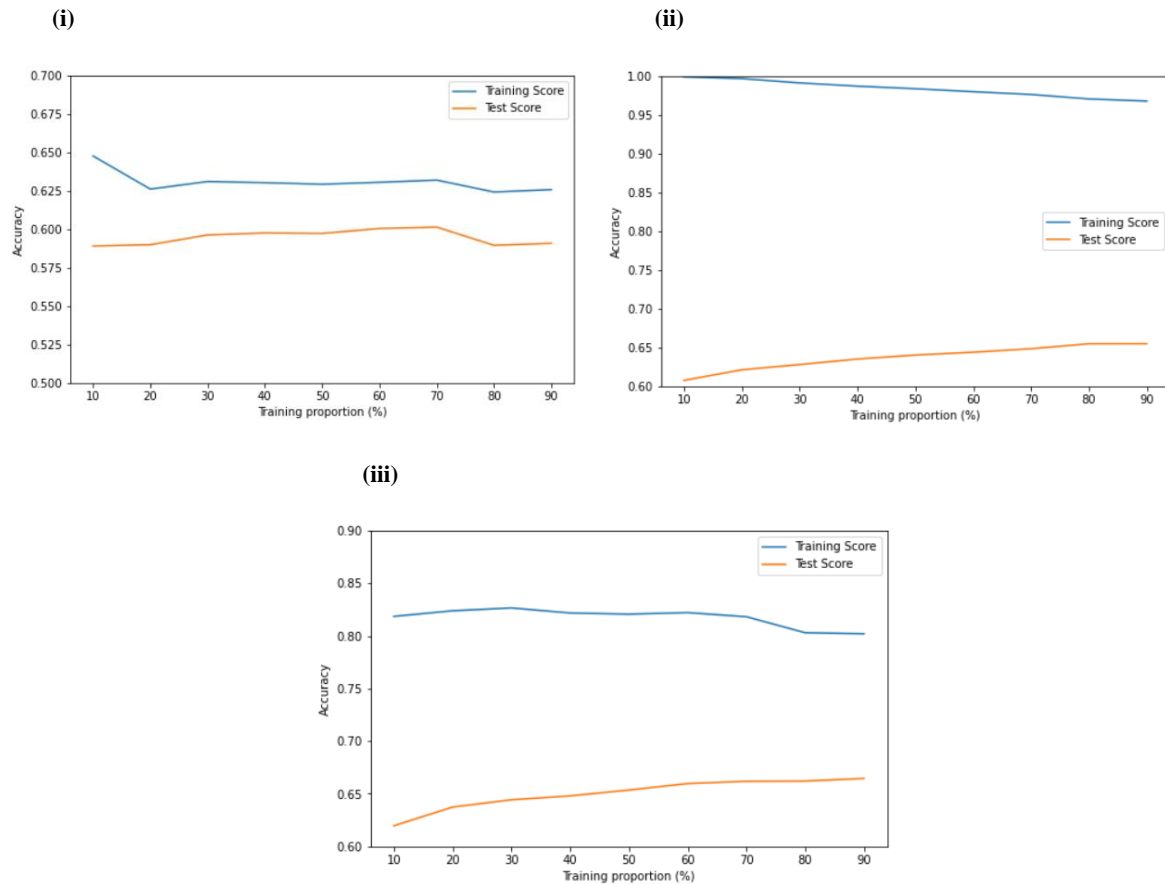 (i)
0.700
0.675
0.650
0.625
0.600
0.575
0.550
0.525
0.500
Accuracy
Training Score
Test Score
10 20 30 40 50 60 70 80 90
Training proportion (%)
(ii)
1.00
0.95
0.90
0.85
0.80
0.75
0.70
0.65
0.60
Accuracy
Training Score
Test Score
10 20 30 40 50 60 70 80 90
Training proportion (%)
(iii)
0.90
0.85
0.80
0.75
0.70
0.65
0.60
Accuracy
Training Score
Test Score
10 20 30 40 50 60 70 80 90
Training proportion (%)